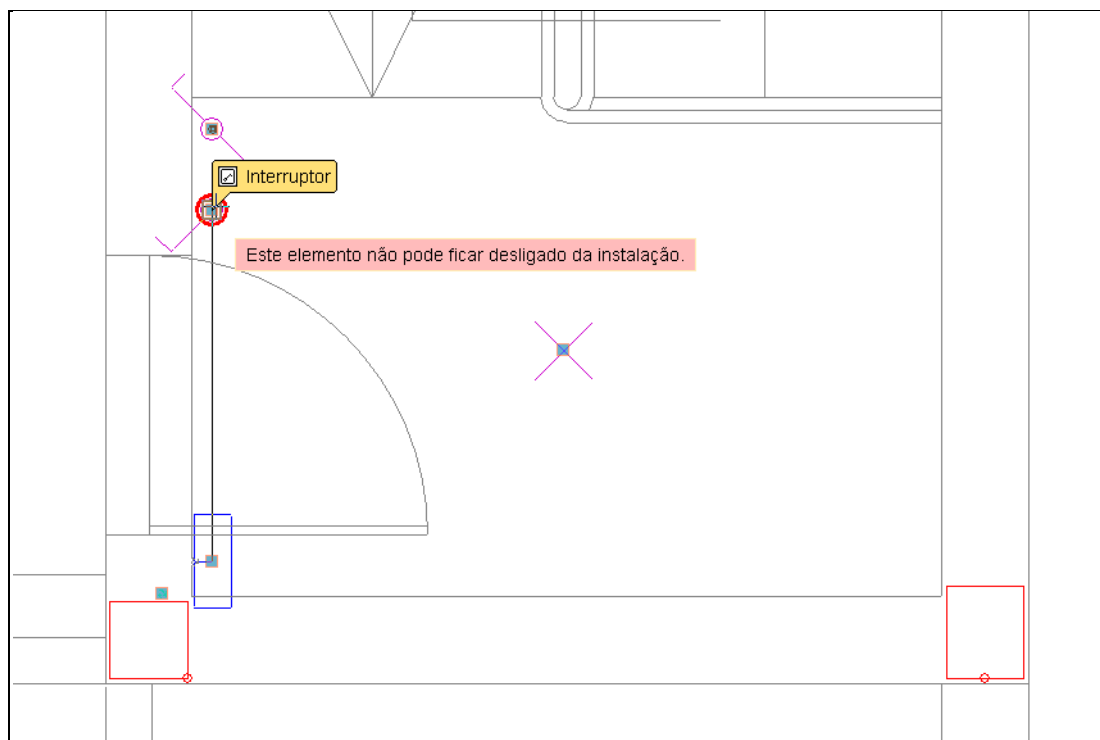 Interruptor
Este elemento não pode ficar desligado da instalação.